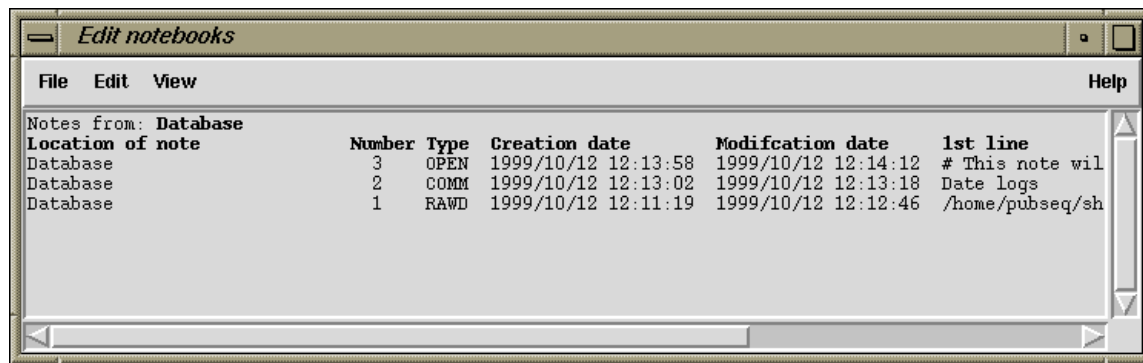 Edit notebooks
File Edit View Help
Notes from: Database
Location of note Number Type Creation date Modifcation date 1st line
Database 3 OPEN 1999/10/12 12:13:58 1999/10/12 12:14:12 # This note wil
Database 2 COMM 1999/10/12 12:13:02 1999/10/12 12:13:18 Date logs
Database 1 RAWD 1999/10/12 12:11:19 1999/10/12 12:12:46 /home/pubseq/sh